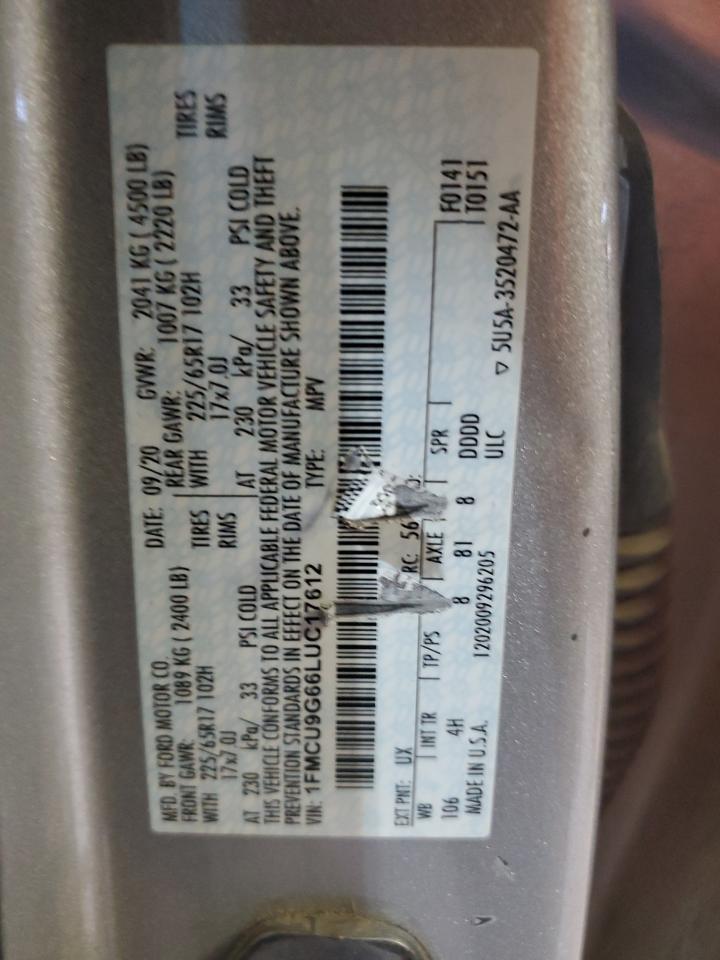 MFD. BY FORD MOTOR CO.
DATE: 09/20 GVWR: 2041 KG ( 4500 LB)
FRONT GAWR: 1089 KG ( 2400 LB)
REAR GAWR: 1007 KG ( 2220 LB)
WITH 225/65R17 102H TIRES
WITH 225/65R17 102H TIRES
17x7.0J RIMS
17x7.0J RIMS
AT 230 kPa/ 33 PSI COLD
AT 230 kPa/ 33 PSI COLD
THIS VEHICLE CONFORMS TO ALL APPLICABLE FEDERAL MOTOR VEHICLE SAFETY AND THEFT
PREVENTION STANDARDS IN EFFECT ON THE DATE OF MANUFACTURE SHOWN ABOVE.
VIN: 1FMCU9G66LUC17612 TYPE: MPV
EXT PNT: UX RC: 56
WB INT TR TP/PS AXLE SPR F0141
106 4H 8 81 8 DDDD T0151
ULC
MADE IN U.S.A. 1202009296205 ▽ 5U5A-3520472-AA